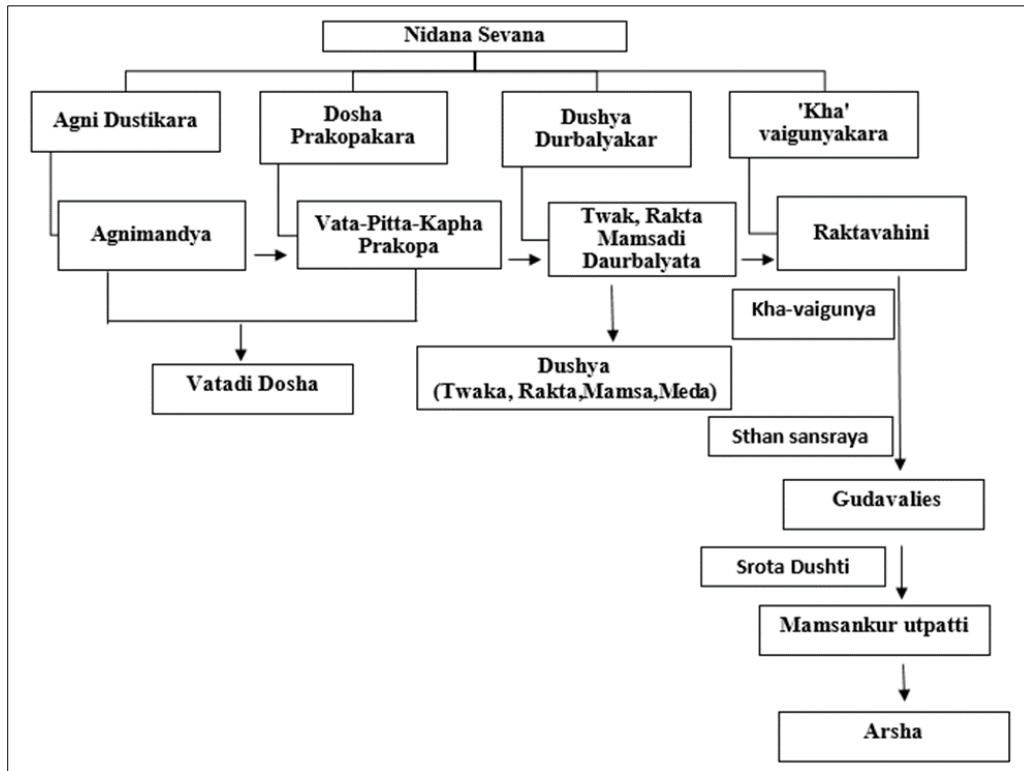 Nidana Sevana
Agni Dustikara
Dosha
Prakopakara
Dushya
Durbalyakar
'Kha'
vaigunyakara
Agnimandya
Vata-Pitta-Kapha
Prakopa
Twak, Rakta
Mamsadi
Daurbalyata
Raktavahini
Kha-vaigunya
Vatadi Dosha
Dushya
(Twaka, Rakta,Mamsa,Meda)
Sthan sansraya
Gudavalies
Srota Dushti
Mamsankur utpatti
Arsha